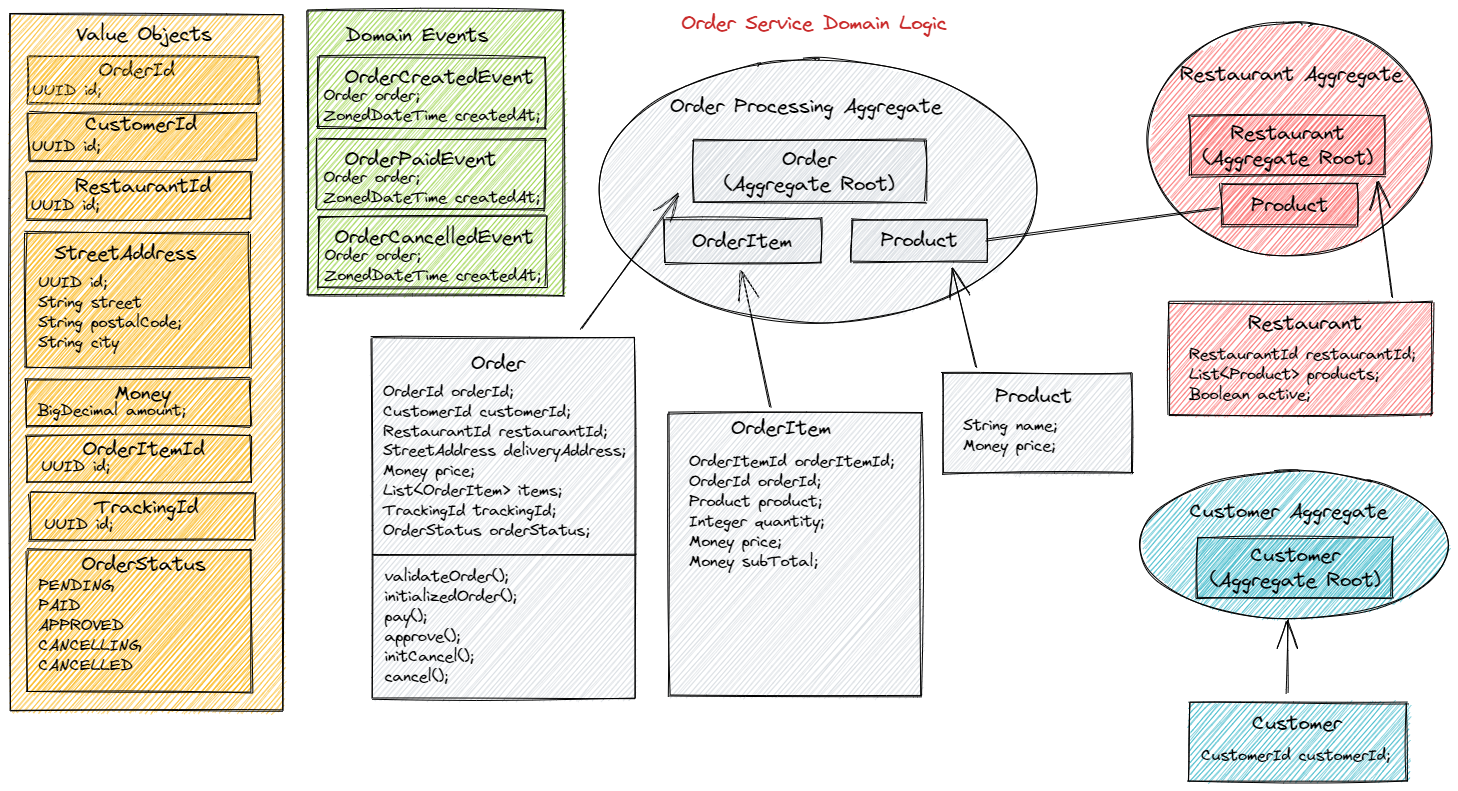 Order Service Domain Logic
Value Objects
OrderId
UUID id;
CustomerId
UUID id;
RestaurantId
UUID id;
StreetAddress
UUID id;
String street
String postalCode;
String city
Money
BigDecimal amount;
OrderItemId
UUID id;
TrackingId
UUID id;
OrderStatus
PENDING,
PAID
APPROVED
CANCELLING,
CANCELLED
Domain Events
OrderCreatedEvent
Order order;
ZonedDateTime createdAt;
OrderPaidEvent
Order order;
ZonedDateTime createdAt;
OrderCancelledEvent
Order order;
ZonedDateTime createdAt;
Order Processing Aggregate
Order
(Aggregate Root)
OrderItem
Product
Restaurant Aggregate
Restaurant
(Aggregate Root)
Product
Order
OrderId orderId;
CustomerId customerId;
RestaurantId restaurantId;
StreetAddress deliveryAddress;
Money price;
List<OrderItem> items;
TrackingId trackingId;
OrderStatus orderStatus;
validateOrder();
initializedOrder();
pay();
approve();
initCancel();
cancel();
OrderItem
OrderItemId orderItemId;
OrderId orderId;
Product product;
Integer quantity;
Money price;
Money subTotal;
Product
String name;
Money price;
Restaurant
RestaurantId restaurantId;
List<Product> products;
Boolean active;
Customer Aggregate
Customer
(Aggregate Root)
Customer
CustomerId customerId;